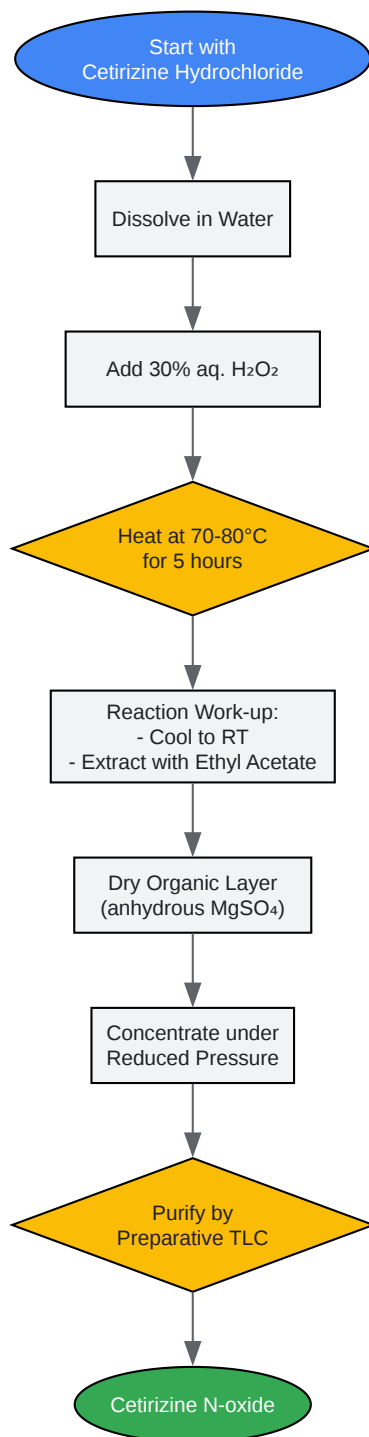 Start with
Cetirizine Hydrochloride
Dissolve in Water
Add 30% aq. H₂O₂
Heat at 70-80°C
for 5 hours
Reaction Work-up:
- Cool to RT
- Extract with Ethyl Acetate
Dry Organic Layer
(anhydrous MgSO₄)
Concentrate under
Reduced Pressure
Purify by
Preparative TLC
Cetirizine N-oxide